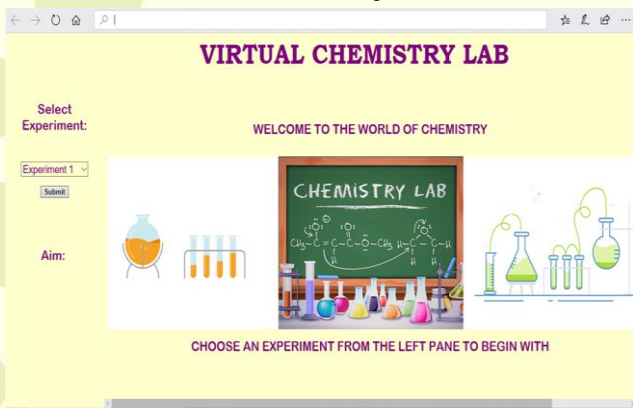 VIRTUAL CHEMISTRY LAB
Select
Experiment:
WELCOME TO THE WORLD OF CHEMISTRY
Experiment 1
Submit
CHEMISTRY LAB
Aim:
CHOOSE AN EXPERIMENT FROM THE LEFT PANE TO BEGIN WITH